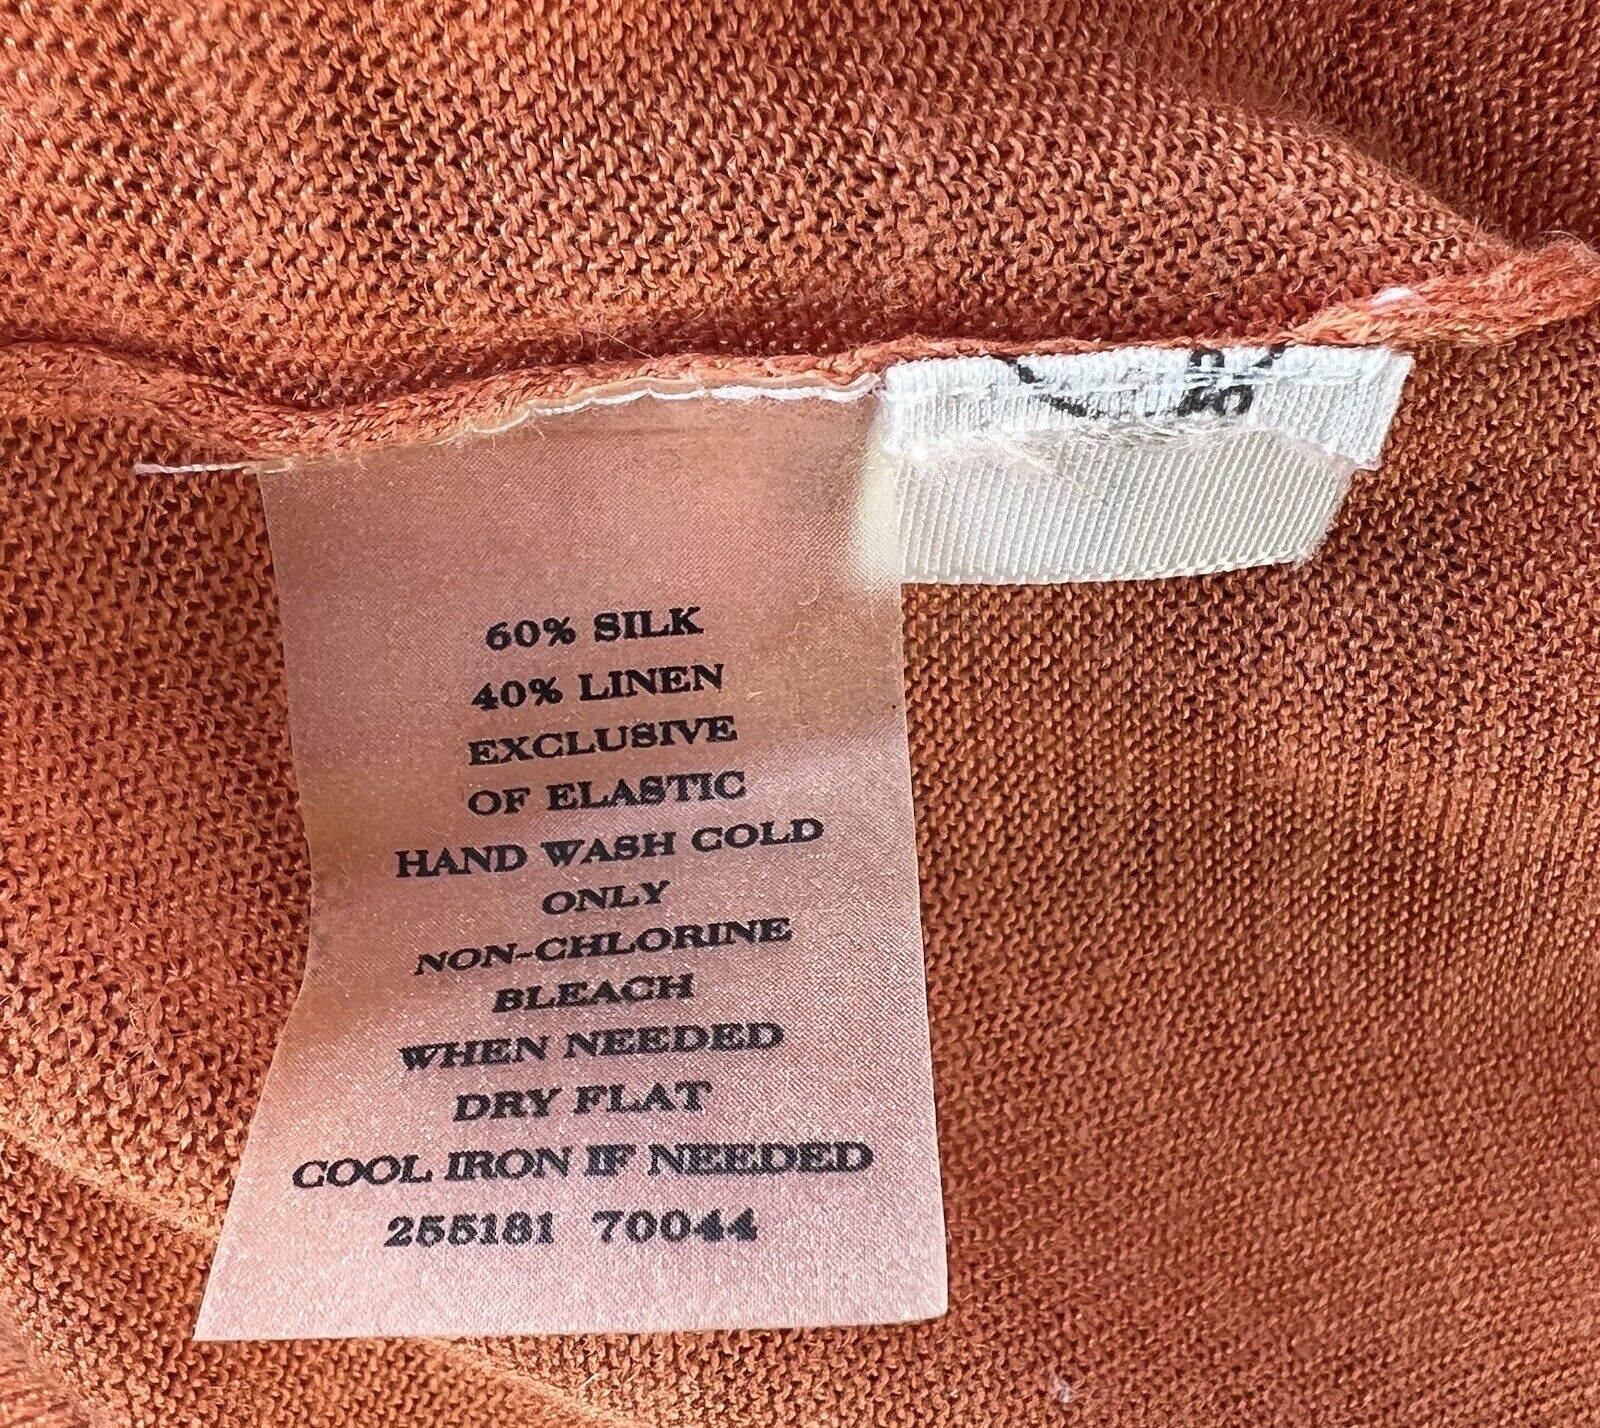 60% SILK
40% LINEN
EXCLUSIVE
OF ELASTIC
HAND WASH COLD
ONLY
NON-CHLORINE
BLEACH
WHEN NEEDED
DRY FLAT
COOL IRON IF NEEDED
255181 70044